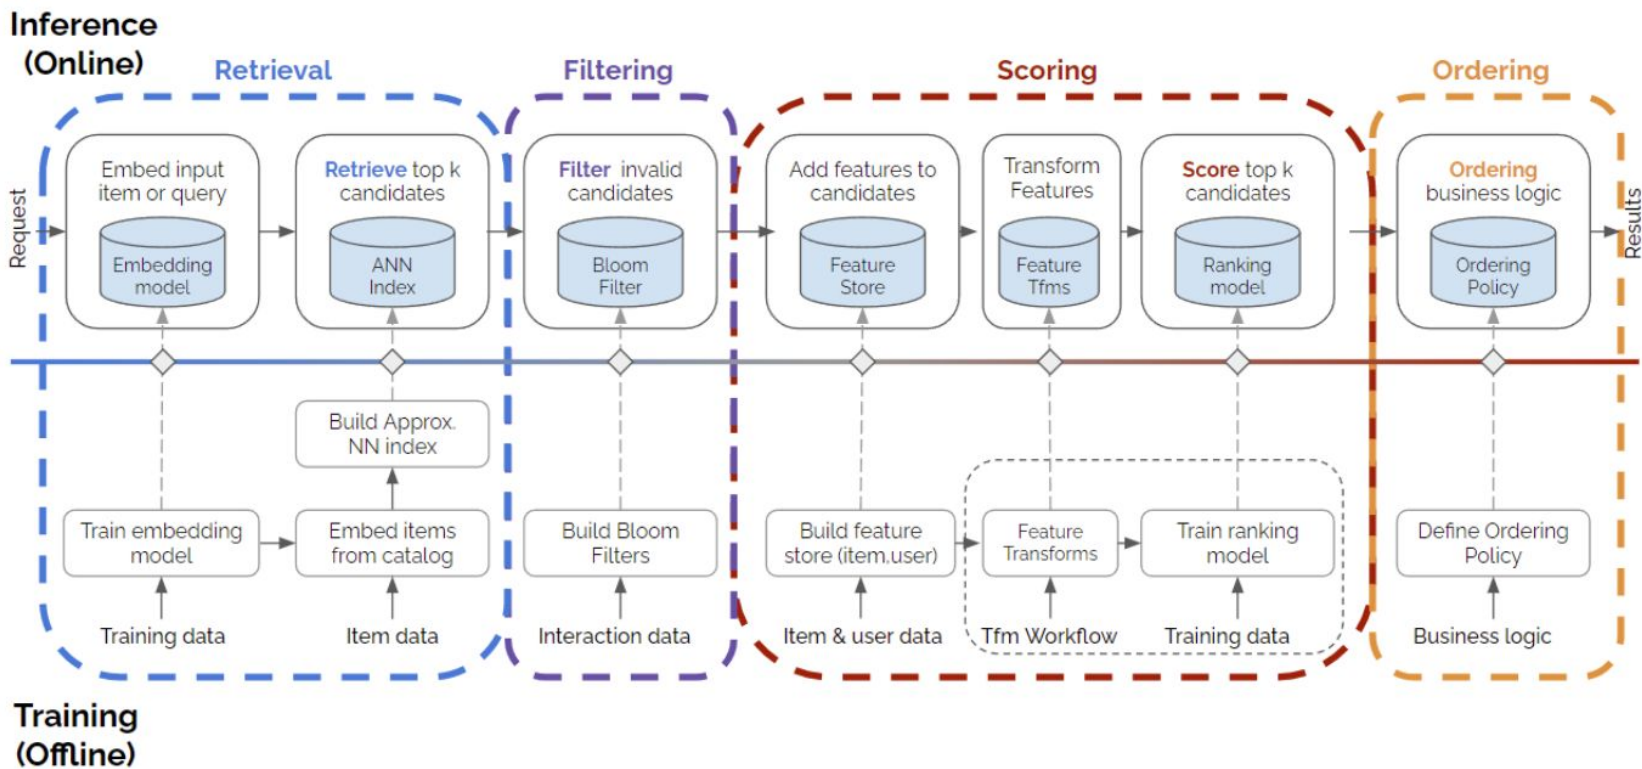 Inference
(Online)
Retrieval
Filtering
Scoring
Ordering
Request
Embed input
item or query
Embedding
model
Retrieve top k
candidates
ANN
Index
Filter invalid
candidates
Bloom
Filter
Add features to
candidates
Feature
Store
Transform
Features
Feature
Tfms
Score top k
candidates
Ranking
model
Ordering
business logic
Ordering
Policy
Results
Build Approx.
NN index
Train embedding
model
Embed items
from catalog
Build Bloom
Filters
Build feature
store (item,user)
Feature
Transforms
Train ranking
model
Define Ordering
Policy
Training data
Item data
Interaction data
Item & user data
Tfm Workflow
Training data
Business logic
Training
(Offline)